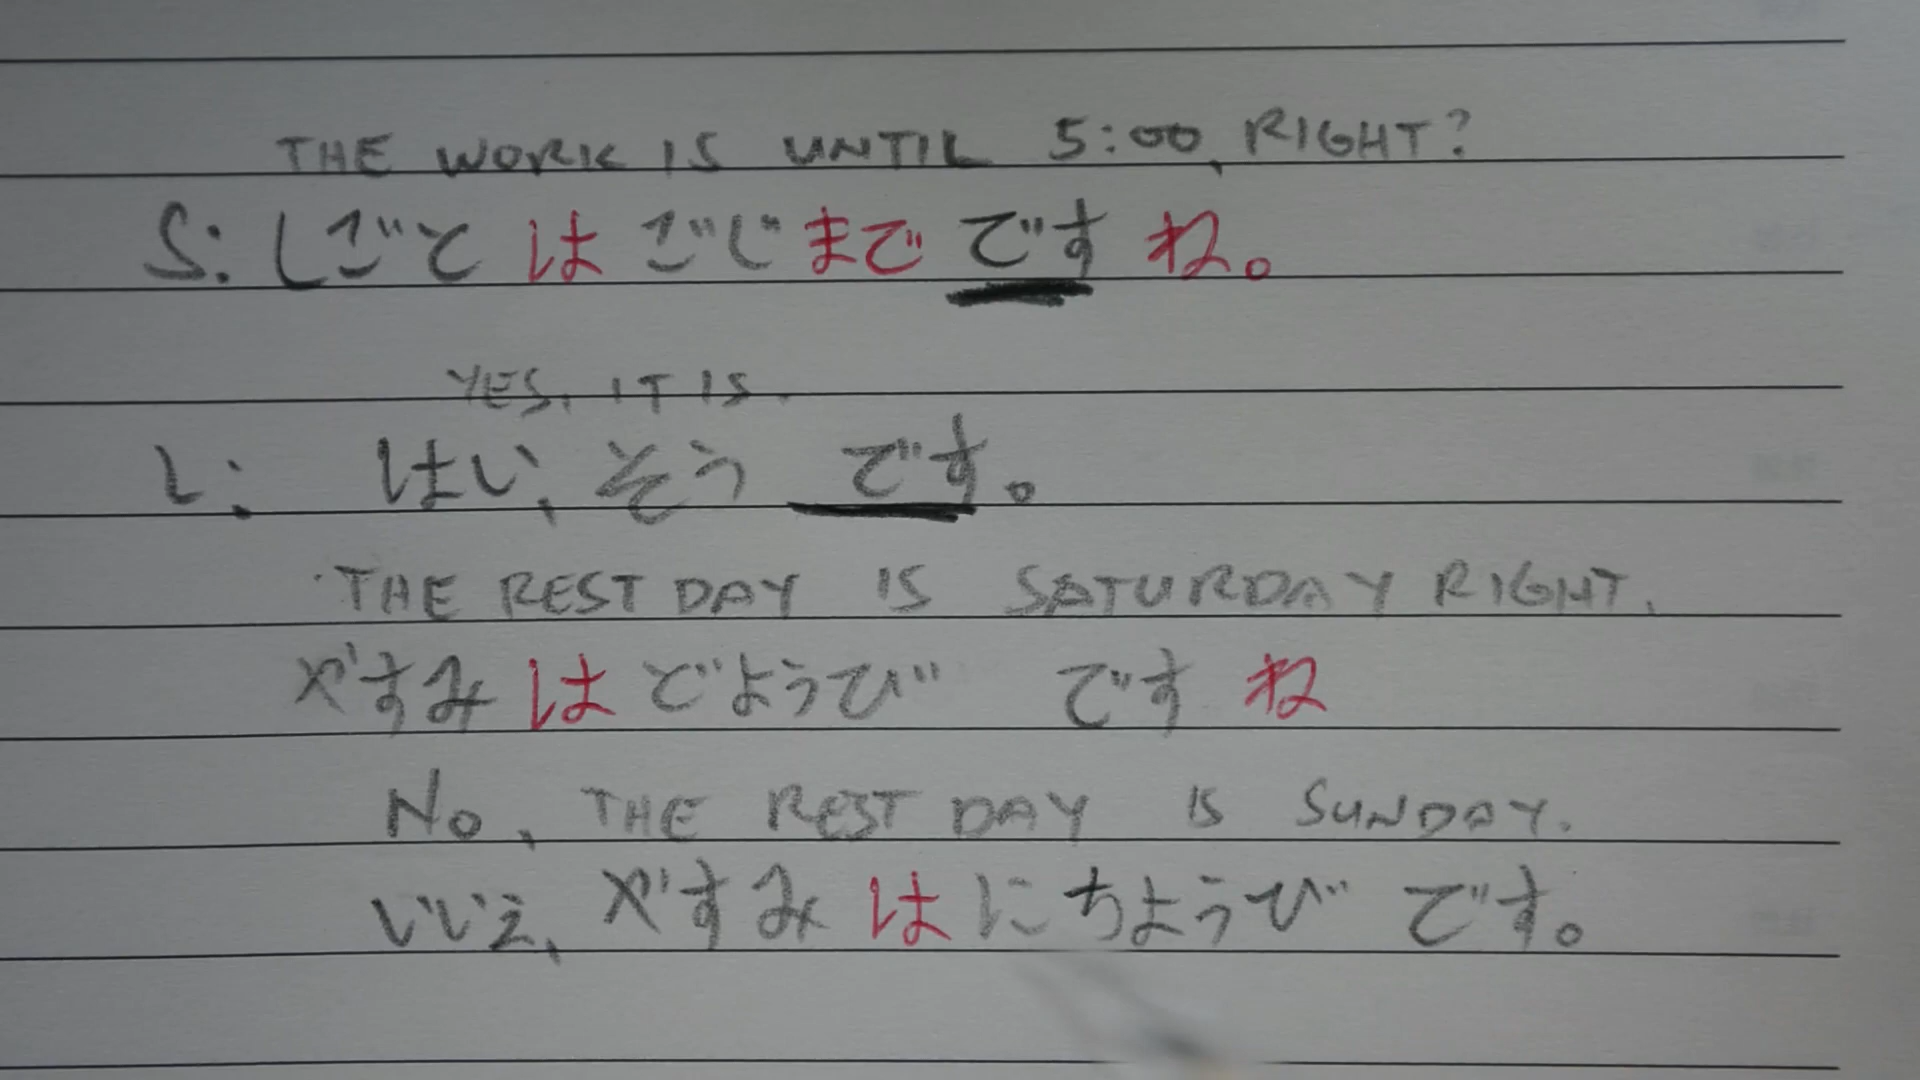 THE WORK IS UNTIL 5:00, RIGHT?
S: しごと は ごじ まで です ね。
YES, IT IS.
L: はい、そう です。
THE REST DAY IS SATURDAY RIGHT.
やすみ は どようび です ね
No, THE REST DAY IS SUNDAY.
いいえ、やすみ は にちようび です。